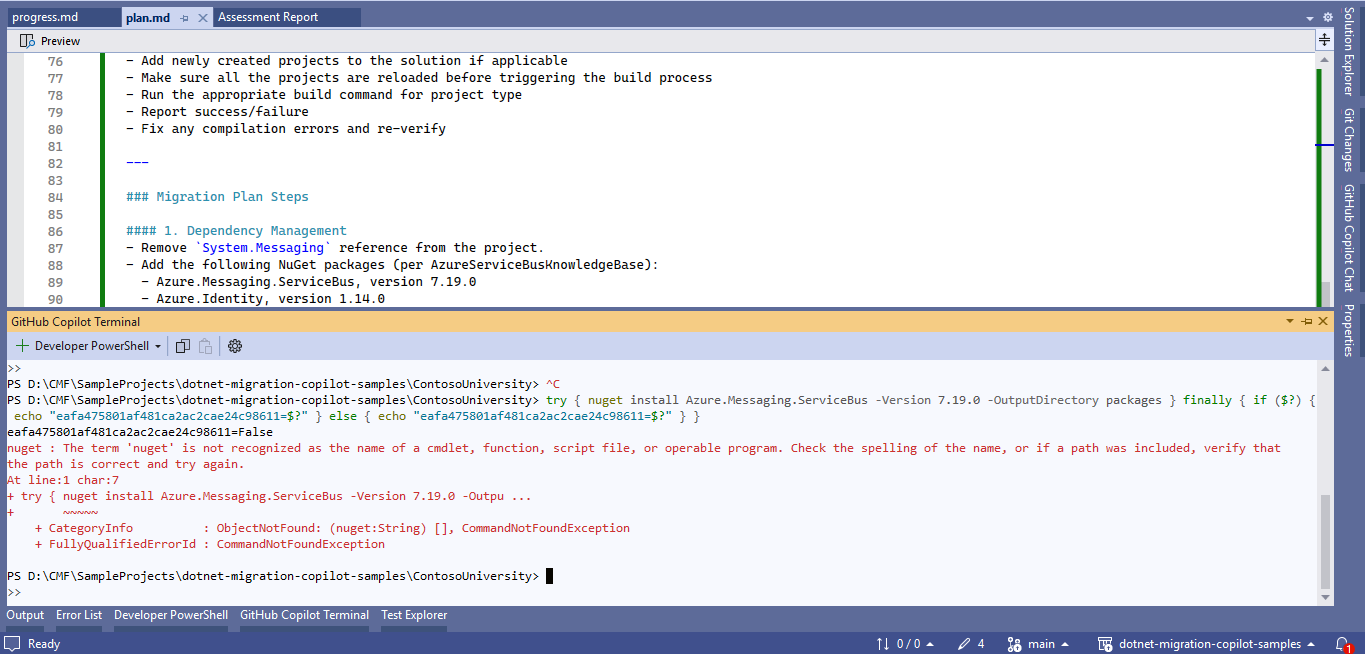 progress.md
plan.md
Assessment Report
Preview
76 - Add newly created projects to the solution if applicable
77 - Make sure all the projects are reloaded before triggering the build process
78 - Run the appropriate build command for project type
79 - Report success/failure
80 - Fix any compilation errors and re-verify
81
82 ---
83
84 ### Migration Plan Steps
85
86 #### 1. Dependency Management
87 - Remove `System.Messaging` reference from the project.
88 - Add the following NuGet packages (per AzureServiceBusKnowledgeBase):
89 - Azure.Messaging.ServiceBus, version 7.19.0
90 - Azure.Identity, version 1.14.0
GitHub Copilot Terminal
Developer PowerShell
>>
PS D:\CMF\SampleProjects\dotnet-migration-copilot-samples\ContosoUniversity> ^C
PS D:\CMF\SampleProjects\dotnet-migration-copilot-samples\ContosoUniversity> try { nuget install Azure.Messaging.ServiceBus -Version 7.19.0 -OutputDirectory packages } finally { if ($?) {
echo "eafa475801af481ca2ac2cae24c98611=$?" } else { echo "eafa475801af481ca2ac2cae24c98611=$?" } }
eafa475801af481ca2ac2cae24c98611=False
nuget : The term 'nuget' is not recognized as the name of a cmdlet, function, script file, or operable program. Check the spelling of the name, or if a path was included, verify that
the path is correct and try again.
At line:1 char:7
+ try { nuget install Azure.Messaging.ServiceBus -Version 7.19.0 -Outpu ...
+ ~~~~~
+ CategoryInfo : ObjectNotFound: (nuget:String) [], CommandNotFoundException
+ FullyQualifiedErrorId : CommandNotFoundException
PS D:\CMF\SampleProjects\dotnet-migration-copilot-samples\ContosoUniversity>
>>
Output
Error List
Developer PowerShell
GitHub Copilot Terminal
Test Explorer
Ready
0 / 0
4
main
dotnet-migration-copilot-samples
1
Solution Explorer
Git Changes
GitHub Copilot Chat
Properties